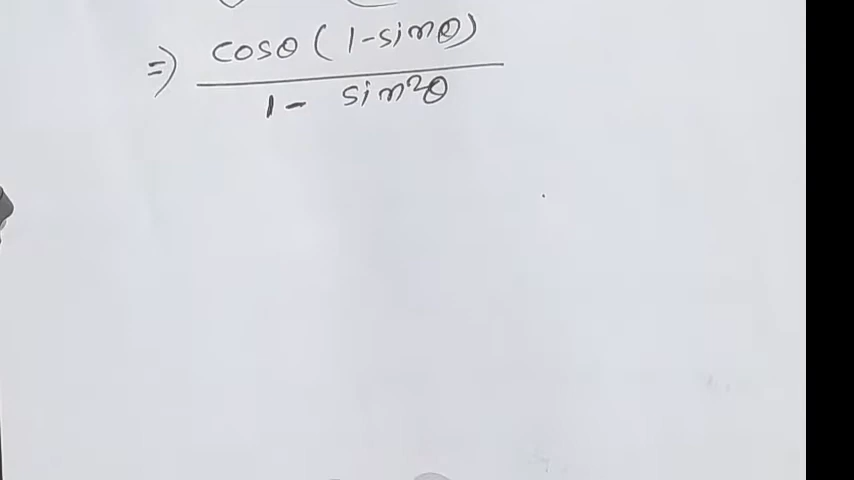 =) cosθ (1-sinθ)
1 - sin²θ